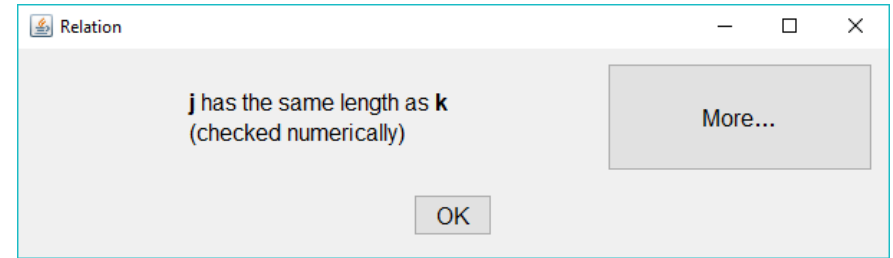 Relation
j has the same length as k
(checked numerically)
More...
OK